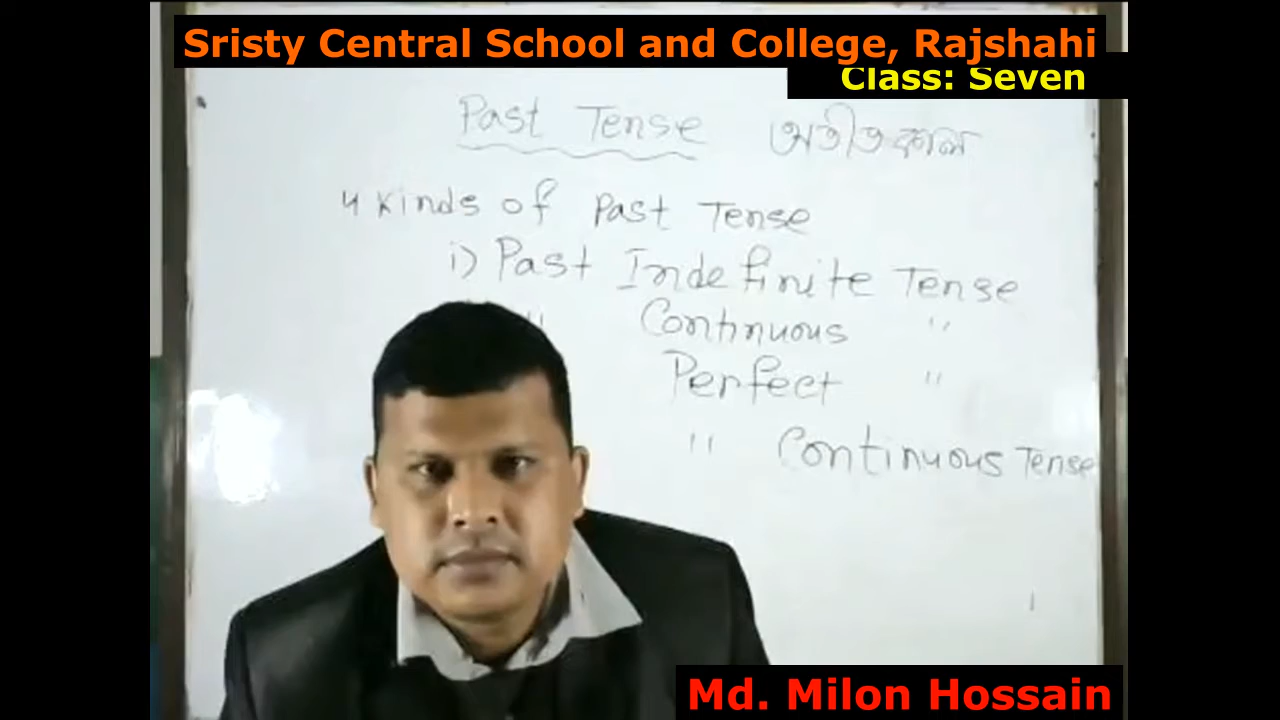 Sristy Central School and College, Rajshahi
Class: Seven
Past Tense অতীতকাল
4 Kinds of Past Tense
i) Past Indefinite Tense
" Continuous "
Perfect "
" Continuous Tense
Md. Milon Hossain